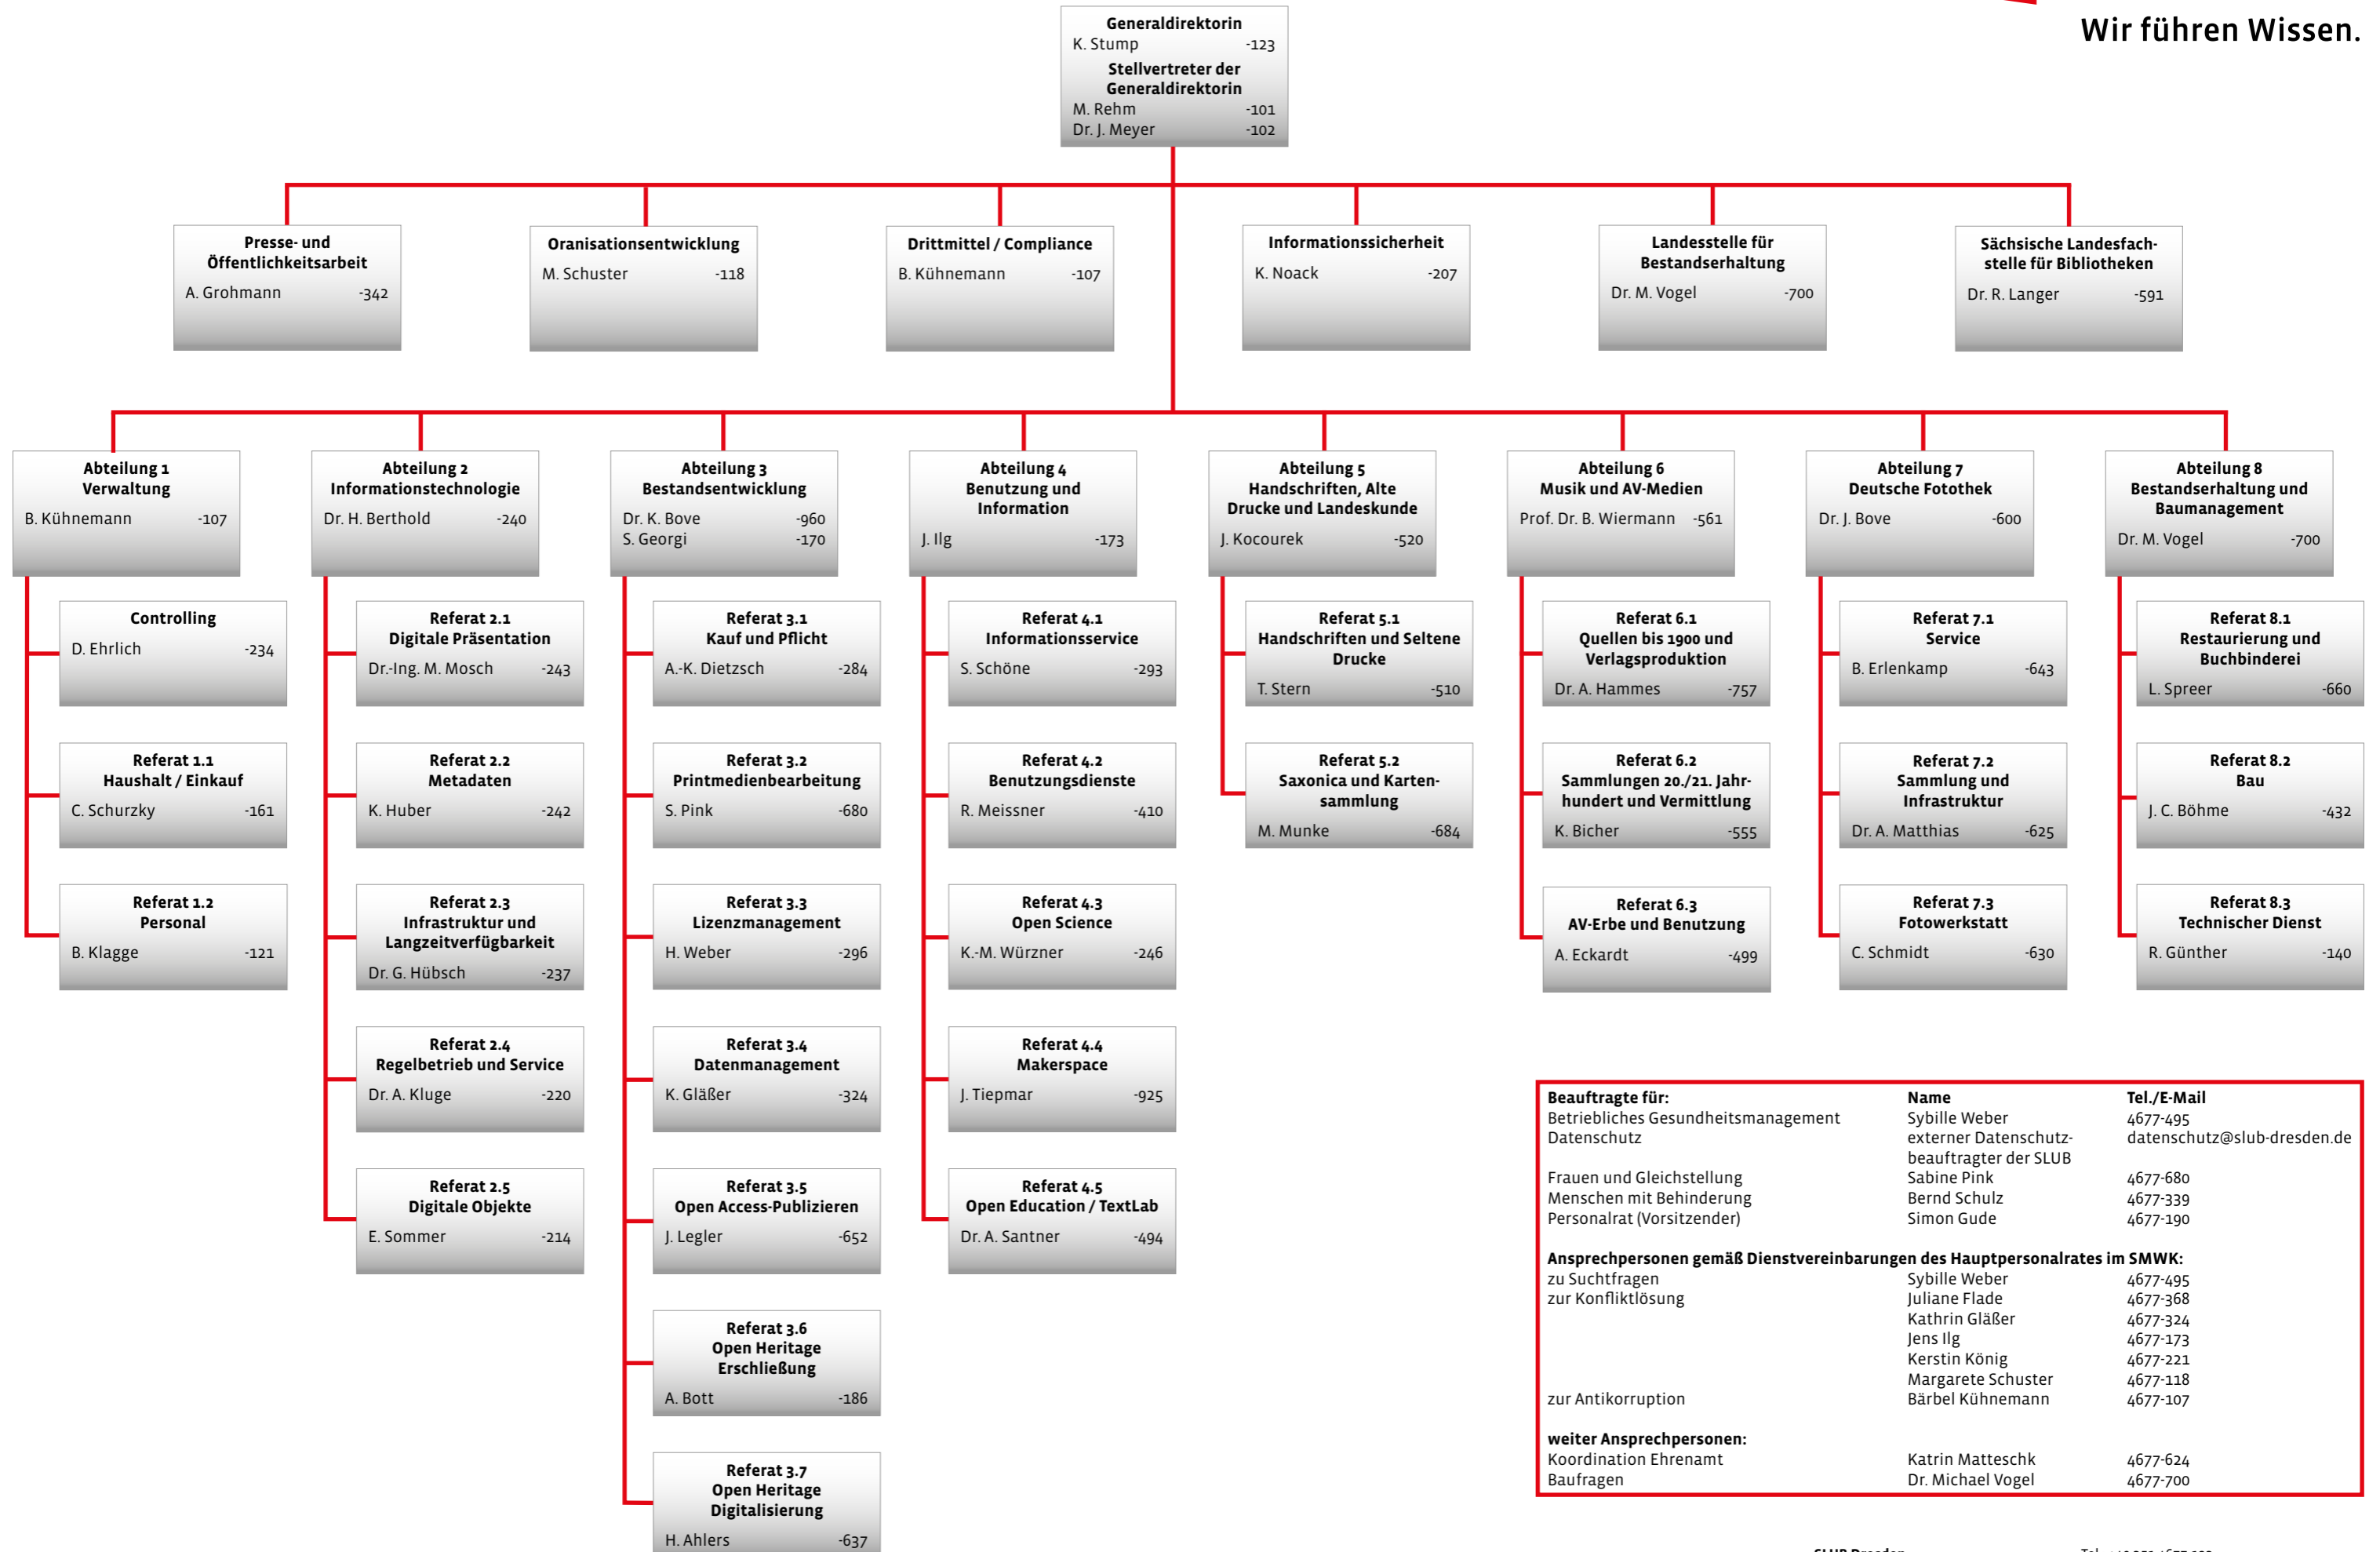 Wir führen Wissen.
Generaldirektorin
K. Stump -123
Stellvertreter der
Generaldirektorin
M. Rehm -101
Dr. J. Meyer -102
Presse- und
Öffentlichkeitsarbeit
A. Grohmann -342
Oranisationsentwicklung
M. Schuster -118
Drittmittel / Compliance
B. Kühnemann -107
Informationssicherheit
K. Noack -207
Landesstelle für
Bestandserhaltung
Dr. M. Vogel -700
Sächsische Landesfach-
stelle für Bibliotheken
Dr. R. Langer -591
Abteilung 1
Verwaltung
B. Kühnemann -107
Controlling
D. Ehrlich -234
Referat 1.1
Haushalt / Einkauf
C. Schurzky -161
Referat 1.2
Personal
B. Klagge -121
Abteilung 2
Informationstechnologie
Dr. H. Berthold -240
Referat 2.1
Digitale Präsentation
Dr.-Ing. M. Mosch -243
Referat 2.2
Metadaten
K. Huber -242
Referat 2.3
Infrastruktur und
Langzeitverfügbarkeit
Dr. G. Hübsch -237
Referat 2.4
Regelbetrieb und Service
Dr. A. Kluge -220
Referat 2.5
Digitale Objekte
E. Sommer -214
Abteilung 3
Bestandsentwicklung
Dr. K. Bove -960
S. Georgi -170
Referat 3.1
Kauf und Pflicht
A.-K. Dietzsch -284
Referat 3.2
Printmedienbearbeitung
S. Pink -680
Referat 3.3
Lizenzmanagement
H. Weber -296
Referat 3.4
Datenmanagement
K. Gläßer -324
Referat 3.5
Open Access-Publizieren
J. Legler -652
Referat 3.6
Open Heritage
Erschließung
A. Bott -186
Referat 3.7
Open Heritage
Digitalisierung
H. Ahlers -637
Abteilung 4
Benutzung und
Information
J. Ilg -173
Referat 4.1
Informationsservice
S. Schöne -293
Referat 4.2
Benutzungsdienste
R. Meissner -410
Referat 4.3
Open Science
K.-M. Würzner -246
Referat 4.4
Makerspace
J. Tiepmar -925
Referat 4.5
Open Education / TextLab
Dr. A. Santner -494
Abteilung 5
Handschriften, Alte
Drucke und Landeskunde
J. Kocourek -520
Referat 5.1
Handschriften und Seltene
Drucke
T. Stern -510
Referat 5.2
Saxonica und Karten-
sammlung
M. Munke -684
Abteilung 6
Musik und AV-Medien
Prof. Dr. B. Wiermann -561
Referat 6.1
Quellen bis 1900 und
Verlagsproduktion
Dr. A. Hammes -757
Referat 6.2
Sammlungen 20./21. Jahr-
hundert und Vermittlung
K. Bicher -555
Referat 6.3
AV-Erbe und Benutzung
A. Eckardt -499
Abteilung 7
Deutsche Fotothek
Dr. J. Bove -600
Referat 7.1
Service
B. Erlenkamp -643
Referat 7.2
Sammlung und
Infrastruktur
Dr. A. Matthias -625
Referat 7.3
Fotowerkstatt
C. Schmidt -630
Abteilung 8
Bestandserhaltung und
Baumanagement
Dr. M. Vogel -700
Referat 8.1
Restaurierung und
Buchbinderei
L. Spreer -660
Referat 8.2
Bau
J. C. Böhme -432
Referat 8.3
Technischer Dienst
R. Günther -140
Beauftragte für: Name Tel./E-Mail
Betriebliches Gesundheitsmanagement Sybille Weber 4677-495
Datenschutz externer Datenschutz- datenschutz@slub-dresden.de
beauftragter der SLUB
Frauen und Gleichstellung Sabine Pink 4677-680
Menschen mit Behinderung Bernd Schulz 4677-339
Personalrat (Vorsitzender) Simon Gude 4677-190
Ansprechpersonen gemäß Dienstvereinbarungen des Hauptpersonalrates im SMWK:
zu Suchtfragen Sybille Weber 4677-495
zur Konfliktlösung Juliane Flade 4677-368
Kathrin Gläßer 4677-324
Jens Ilg 4677-173
Kerstin König 4677-221
Margarete Schuster 4677-118
zur Antikorruption Bärbel Kühnemann 4677-107
weiter Ansprechpersonen:
Koordination Ehrenamt Katrin Matteschk 4677-624
Baufragen Dr. Michael Vogel 4677-700